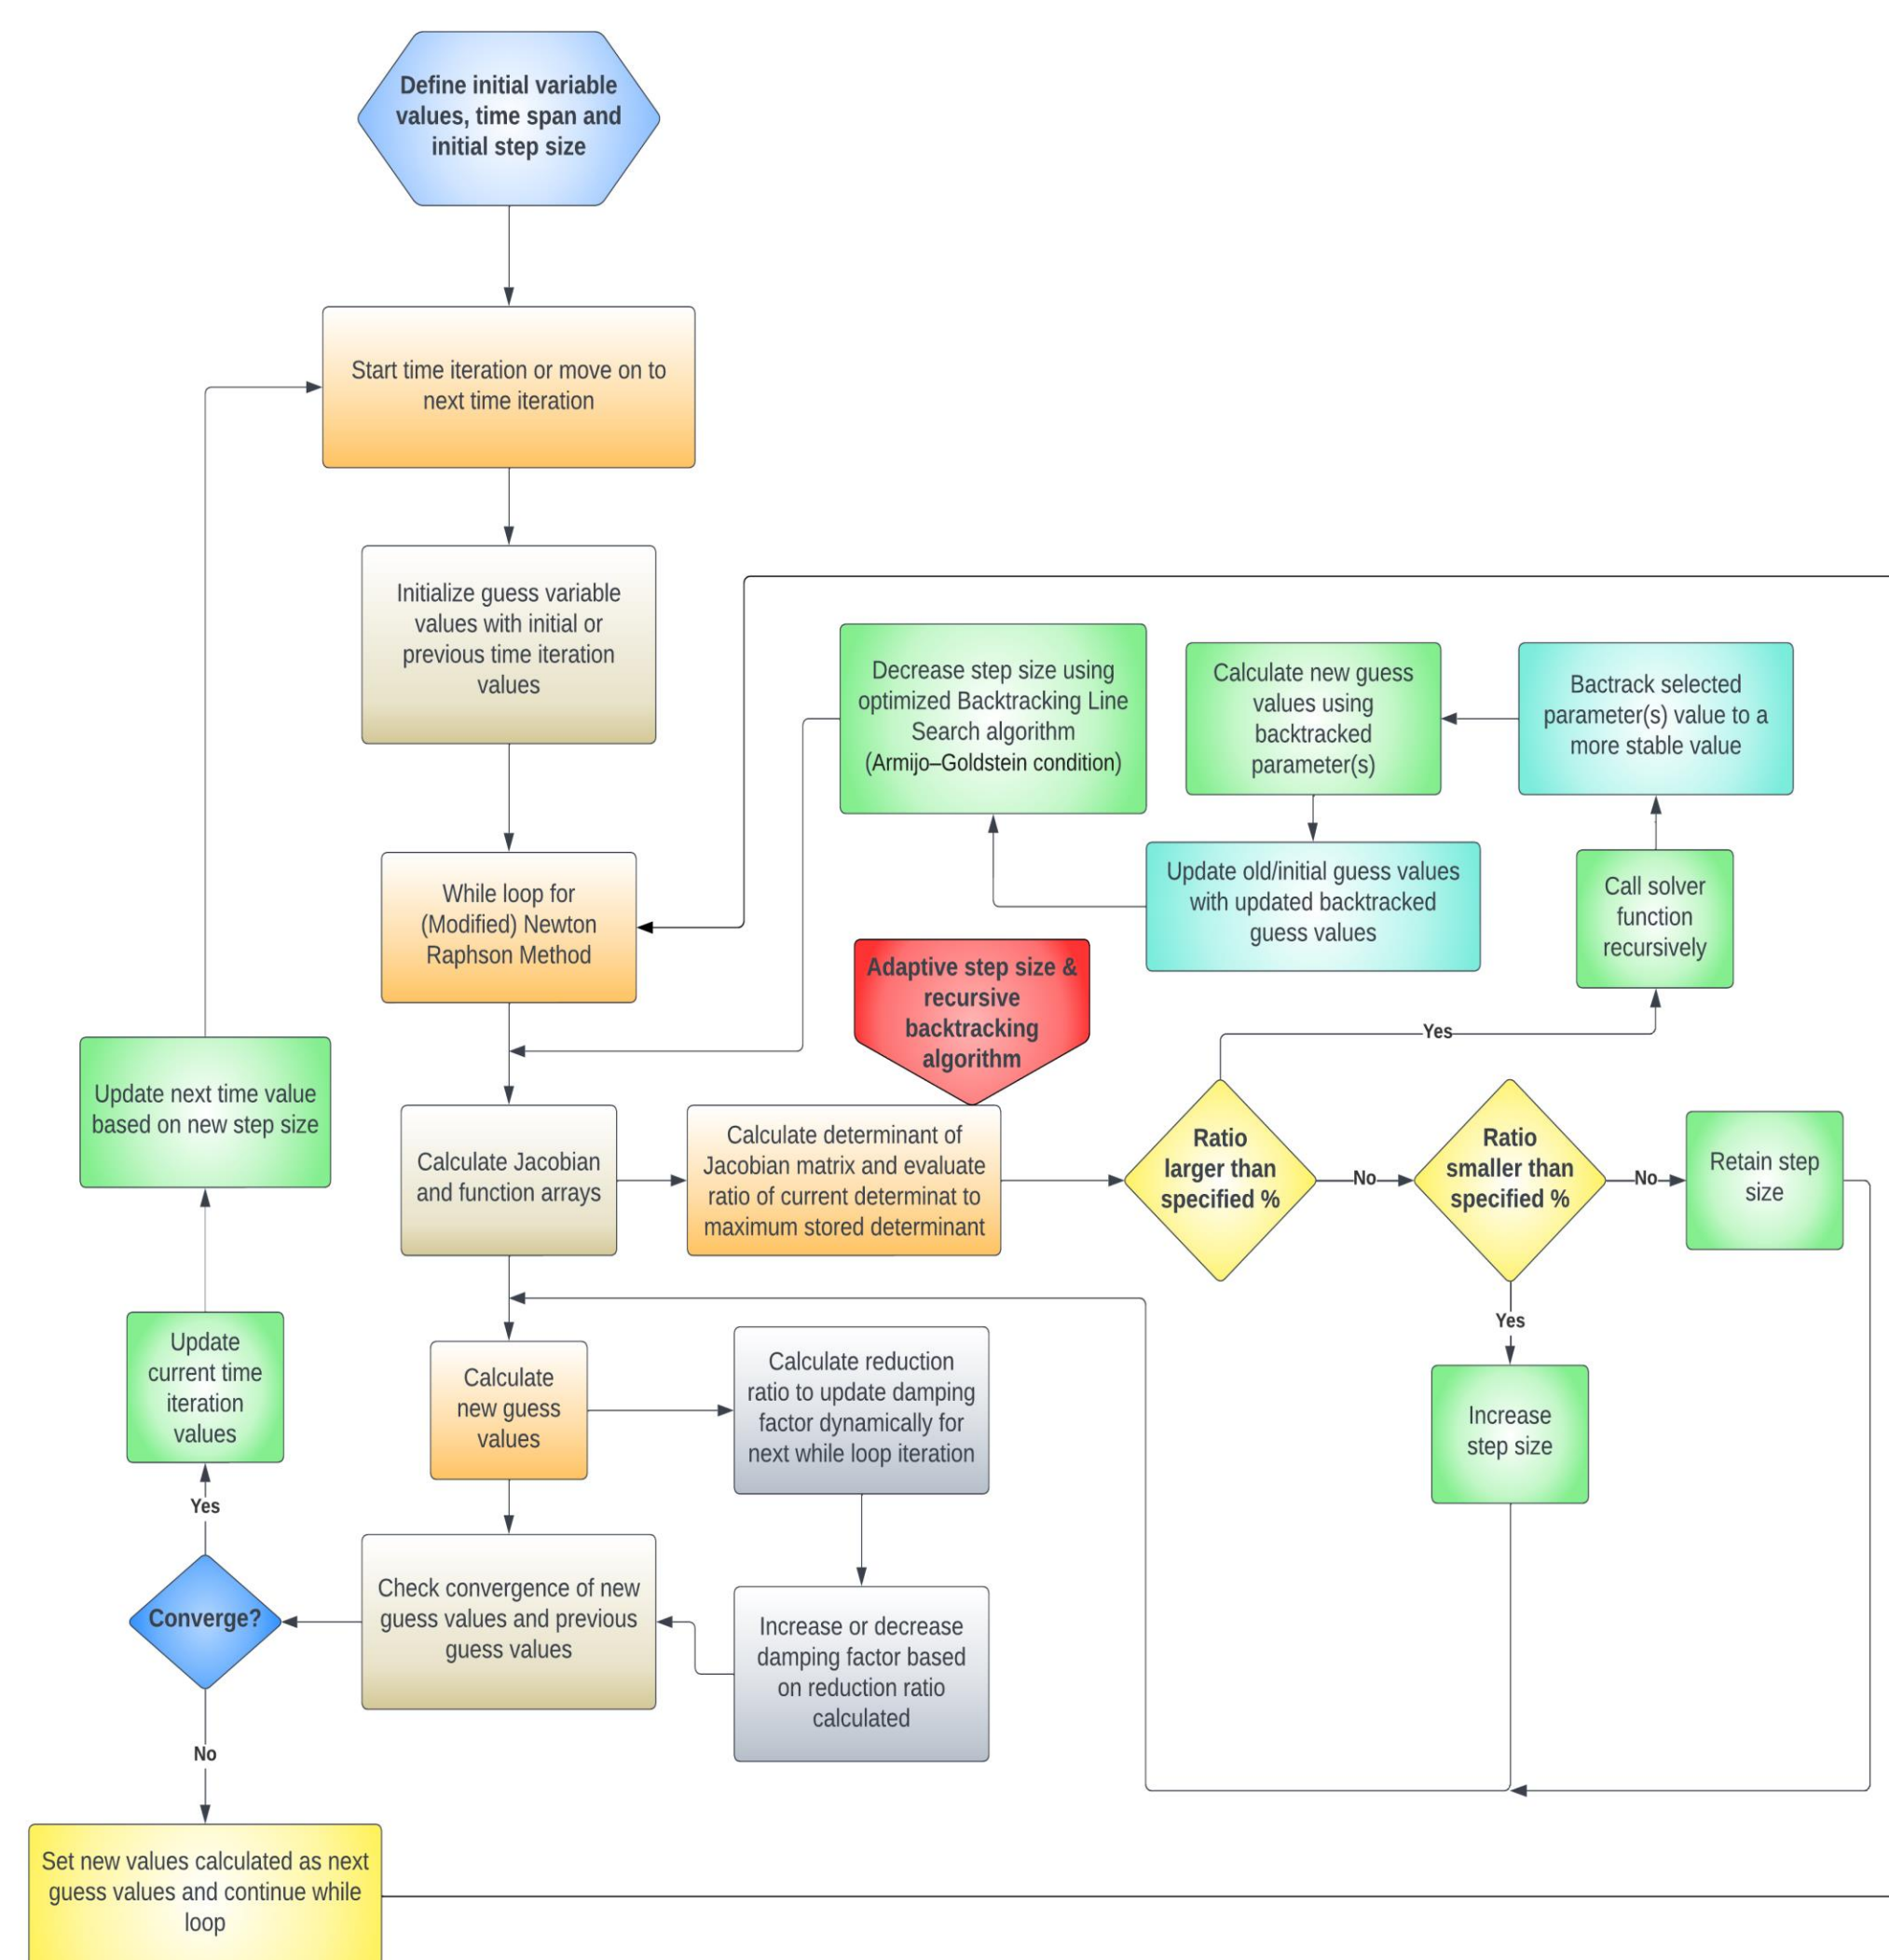 Define initial variable
values, time span and
initial step size
Start time iteration or move on to
next time iteration
Initialize guess variable
values with initial or
previous time iteration
values
While loop for
(Modified) Newton
Raphson Method
Decrease step size using
optimized Backtracking Line
Search algorithm
(Armijo–Goldstein condition)
Calculate new guess
values using
backtracked
parameter(s)
Bactrack selected
parameter(s) value to a
more stable value
Update old/initial guess values
with updated backtracked
guess values
Call solver
function
recursively
Adaptive step size &
recursive
backtracking
algorithm
Yes
Update next time value
based on new step size
Calculate Jacobian
and function arrays
Calculate determinant of
Jacobian matrix and evaluate
ratio of current determinat to
maximum stored determinant
Ratio
larger than
specified %
No
Ratio
smaller than
specified %
No
Retain step
size
Yes
Increase
step size
Update
current time
iteration
values
Calculate
new guess
values
Calculate reduction
ratio to update damping
factor dynamically for
next while loop iteration
Yes
Converge?
Check convergence of new
guess values and previous
guess values
Increase or decrease
damping factor based
on reduction ratio
calculated
No
Set new values calculated as next
guess values and continue while
loop